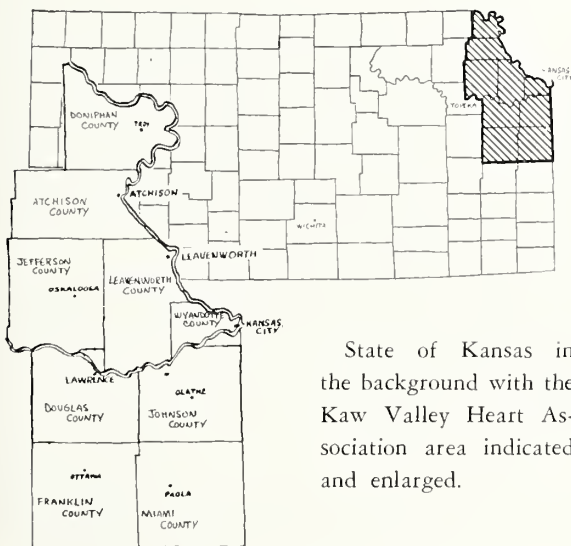 KANSAS
CITY
TOPEKA
WICHITA
DONIPHAN
COUNTY
TROY
ATCHISON
ATCHISON
COUNTY
LEAVENWORTH
JEFFERSON
COUNTY
OSKALOOSA
LEAVENWORTH
COUNTY
WYANDOTTE
COUNTY
KANSAS
CITY
LAWRENCE
DOUGLAS
COUNTY
OLATHE
JOHNSON
COUNTY
OTTAWA
FRANKLIN
COUNTY
PAOLA
MIAMI
COUNTY
State of Kansas in
the background with the
Kaw Valley Heart As-
sociation area indicated
and enlarged.